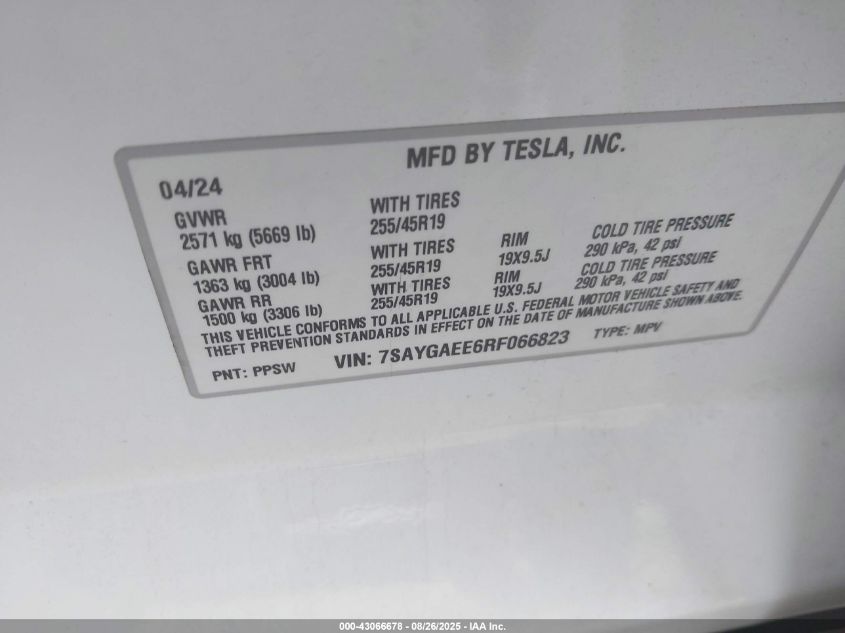 MFD BY TESLA, INC.
04/24
GVWR WITH TIRES
2571 kg (5669 lb) 255/45R19
GAWR FRT WITH TIRES RIM COLD TIRE PRESSURE
1363 kg (3004 lb) 255/45R19 19X9.5J 290 kPa, 42 psi
GAWR RR WITH TIRES RIM COLD TIRE PRESSURE
1500 kg (3306 lb) 255/45R19 19X9.5J 290 kPa, 42 psi
THIS VEHICLE CONFORMS TO ALL APPLICABLE U.S. FEDERAL MOTOR VEHICLE SAFETY AND
THEFT PREVENTION STANDARDS IN EFFECT ON THE DATE OF MANUFACTURE SHOWN ABOVE.
PNT: PPSW VIN: 7SAYGAEE6RF066823 TYPE: MPV
000-43066678 - 08/26/2025 - IAA Inc.